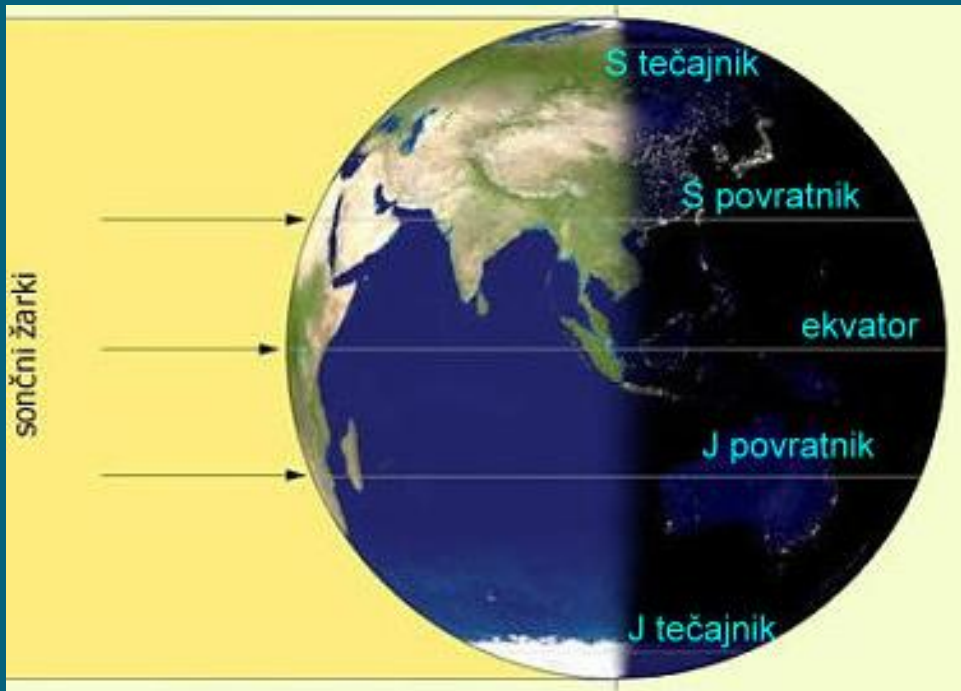 S tečajnik
S povratnik
sončni žarki
ekvator
J povratnik
J tečajnik